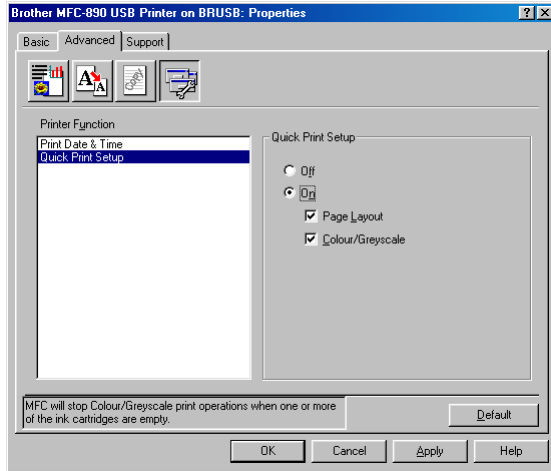 Brother MFC-890 USB Printer on BRUSB: Properties
Basic
Advanced
Support
Printer Function
Print Date & Time
Quick Print Setup
Quick Print Setup
Off
On
Page Layout
Colour/Greyscale
MFC will stop Colour/Greyscale print operations when one or more
of the ink cartridges are empty.
Default
OK
Cancel
Apply
Help